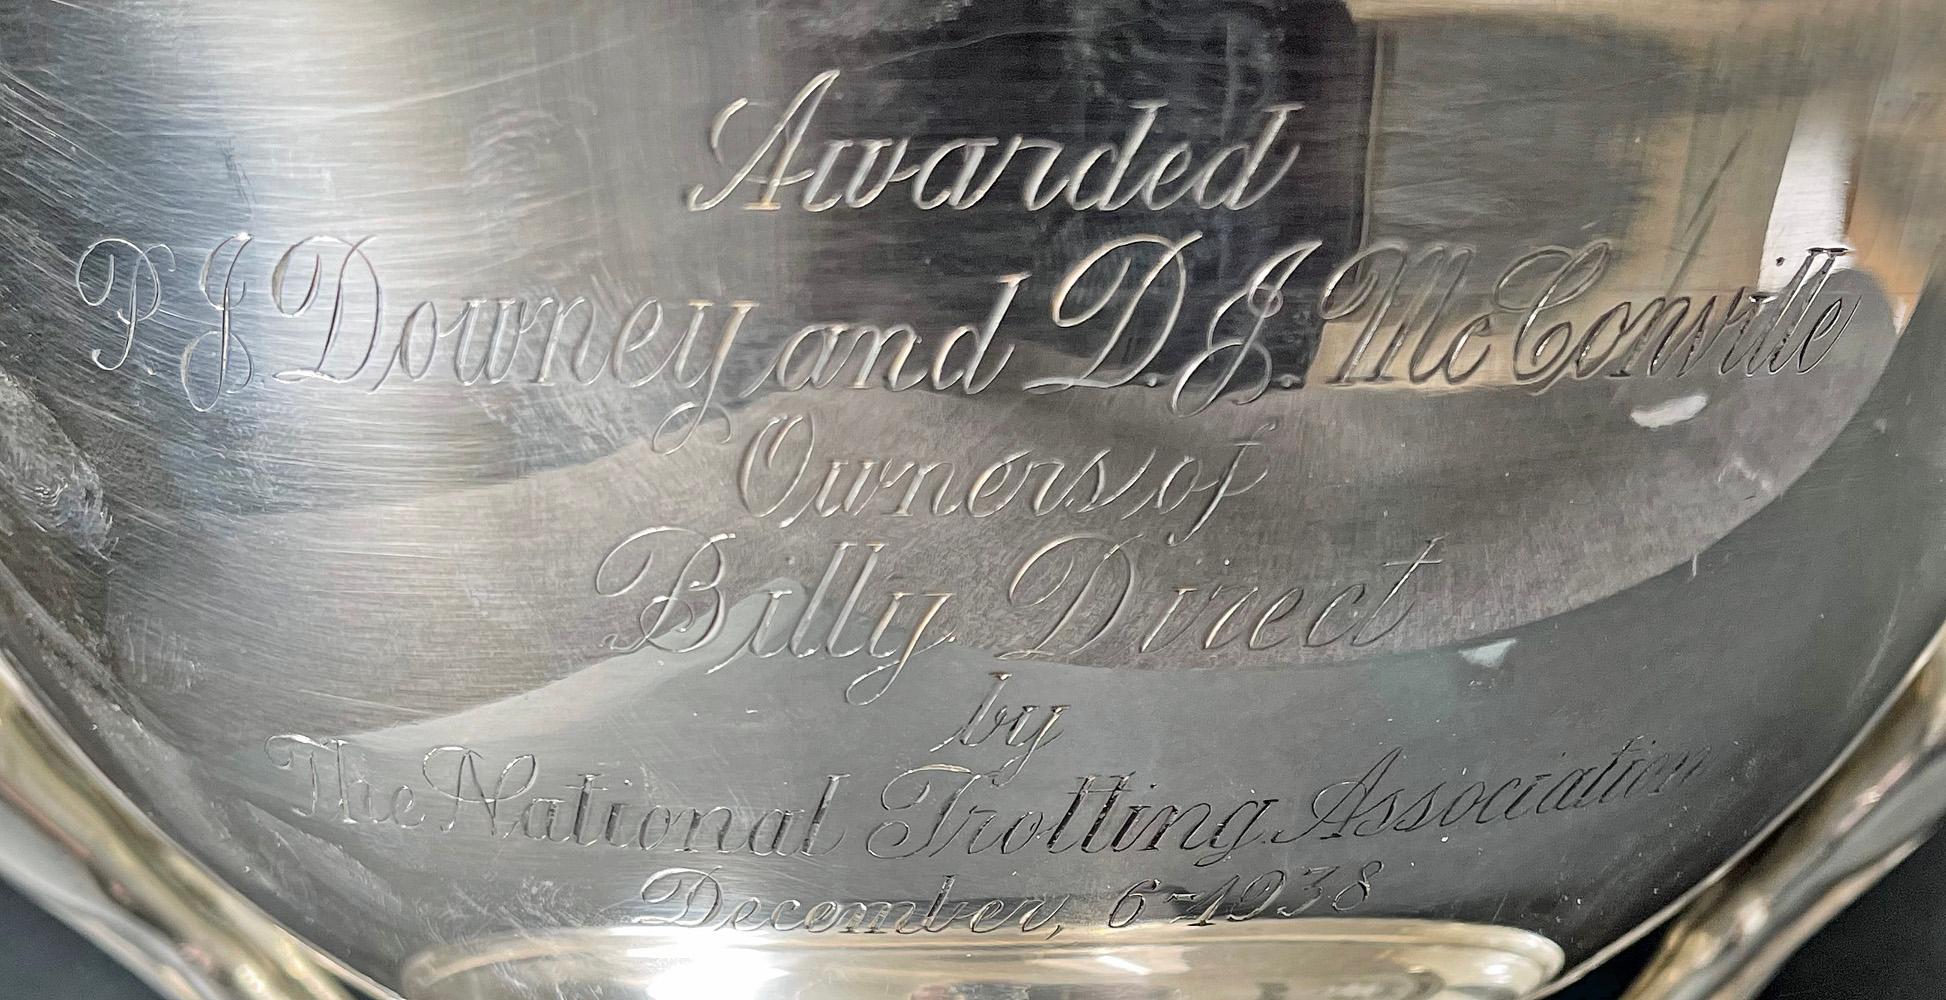 Awarded
P. J. Downey and D. J. McConville
Owners of
Billy Direct
by
The National Trotting Association
December, 6-1938